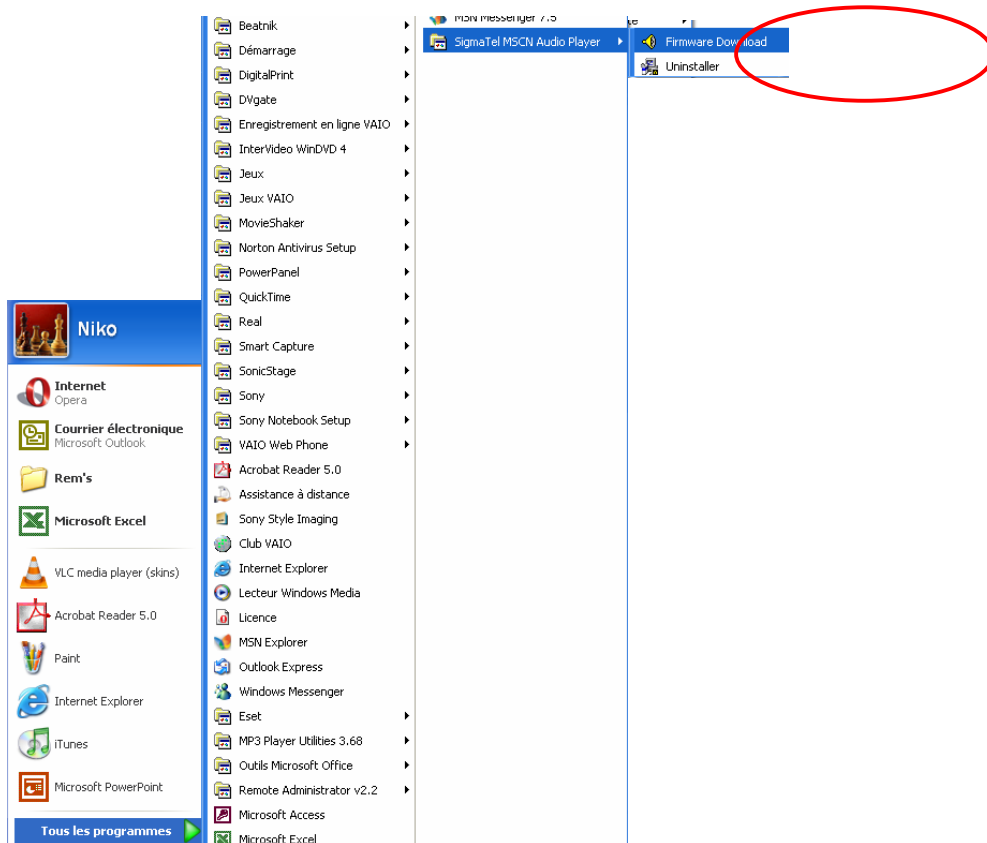 Niko
Internet
Opera
Courrier électronique
Microsoft Outlook
Rem's
Microsoft Excel
VLC media player (skins)
Acrobat Reader 5.0
Paint
Internet Explorer
iTunes
Microsoft PowerPoint
Tous les programmes
Beatnik
Démarrage
DigitalPrint
DVgate
Enregistrement en ligne VAIO
InterVideo WinDVD 4
Jeux
Jeux VAIO
MovieShaker
Norton Antivirus Setup
PowerPanel
QuickTime
Real
Smart Capture
SonicStage
Sony
Sony Notebook Setup
VAIO Web Phone
Acrobat Reader 5.0
Assistance à distance
Sony Style Imaging
Club VAIO
Internet Explorer
Lecteur Windows Media
Licence
MSN Explorer
Outlook Express
Windows Messenger
Eset
MP3 Player Utilities 3.68
Outils Microsoft Office
Remote Administrator v2.2
Microsoft Access
Microsoft Excel
MSN Messenger 7.5
SigmaTel MSCN Audio Player
Firmware Download
Uninstaller